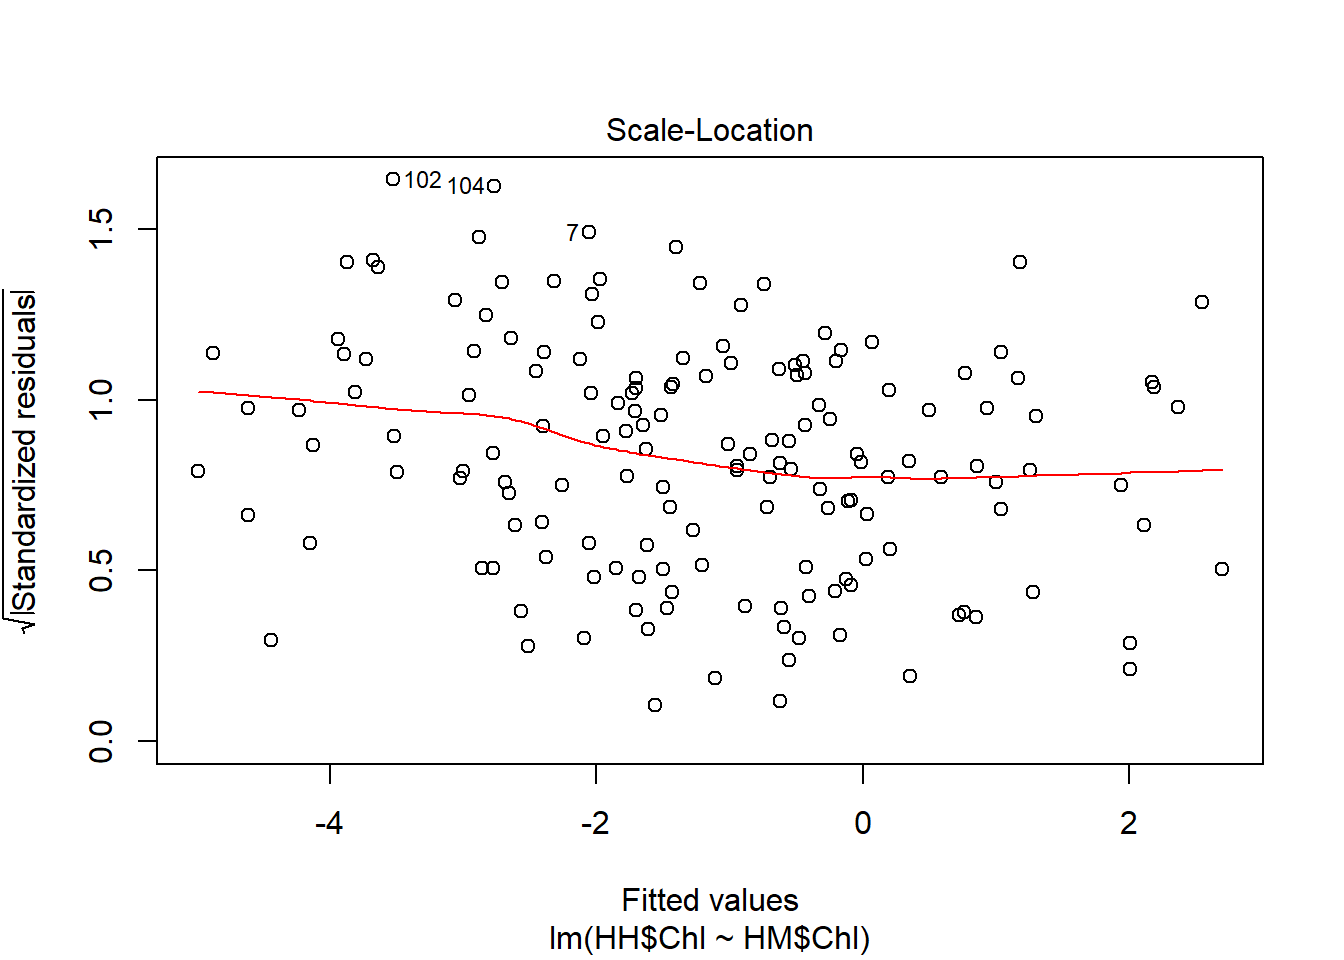 Scale-Location
102
104
7
√|Standardized residuals|
0.0
0.5
1.0
1.5
-4
-2
0
2
Fitted values
lm(HH$Chl ~ HM$Chl)